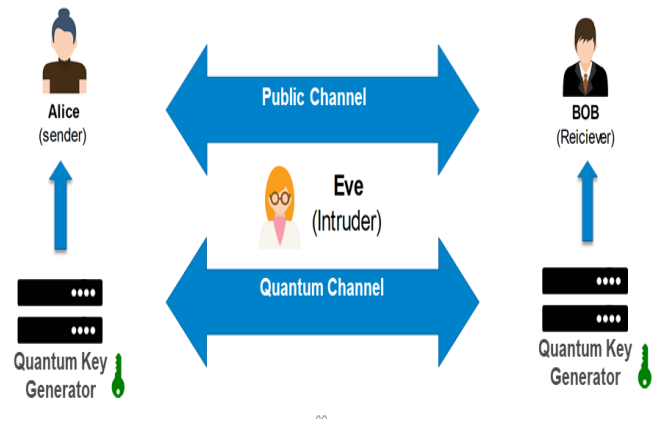 Alice
(sender)
Public Channel
BOB
(Reiciever)
Eve
(Intruder)
Quantum Channel
Quantum Key
Generator
Quantum Key
Generator